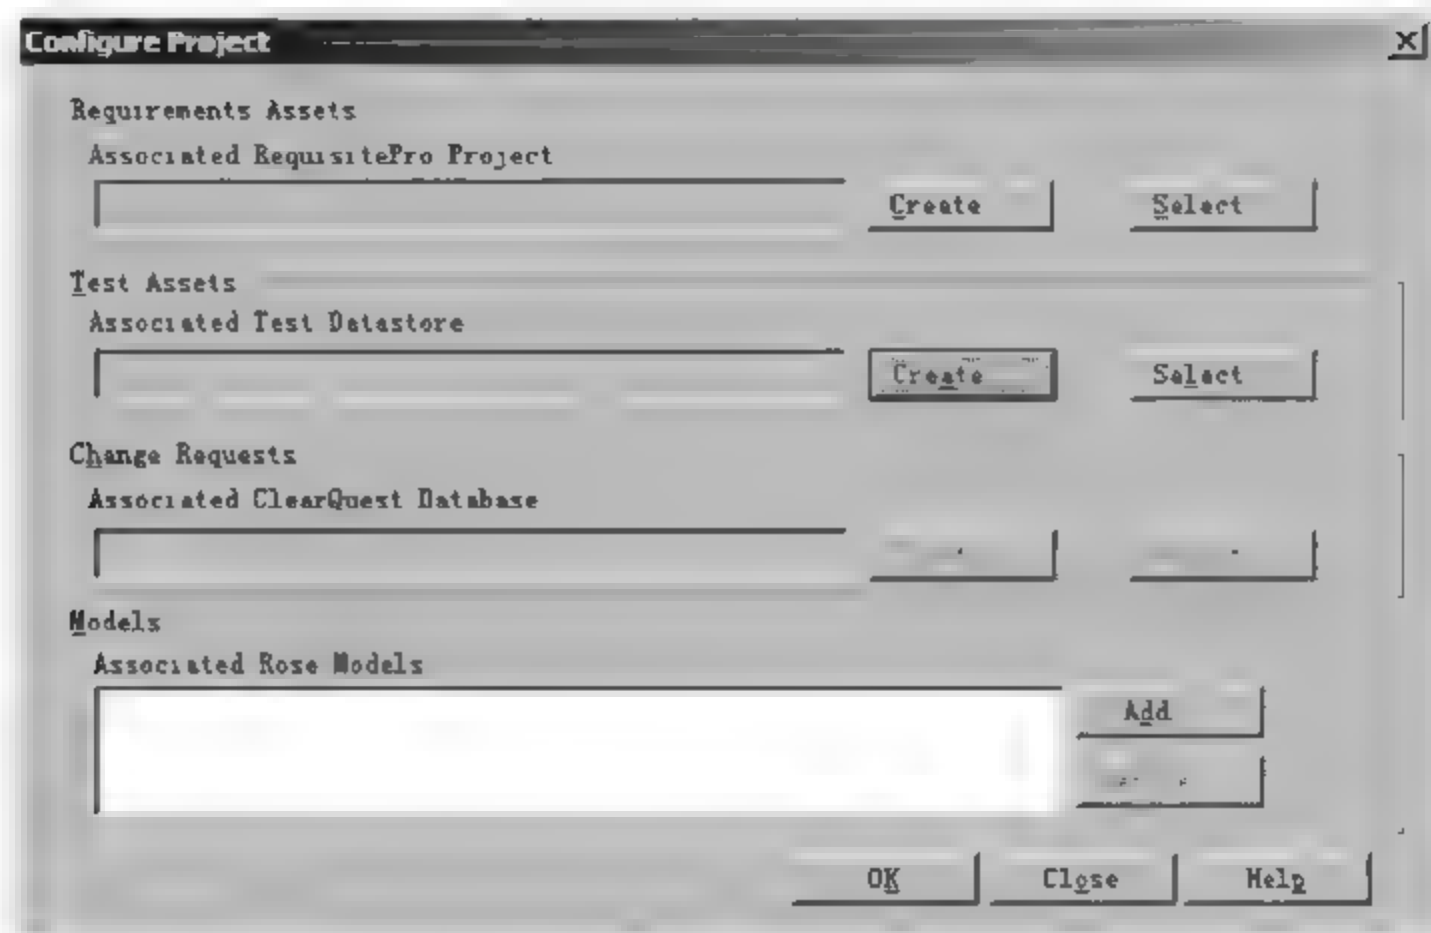 Configure Project
Requirements Assets
Associated RequisitePro Project
Create
Select
Test Assets
Associated Test Datastore
Create
Select
Change Requests
Associated ClearQuest Database
Models
Associated Rose Models
Add
OK
Close
Help